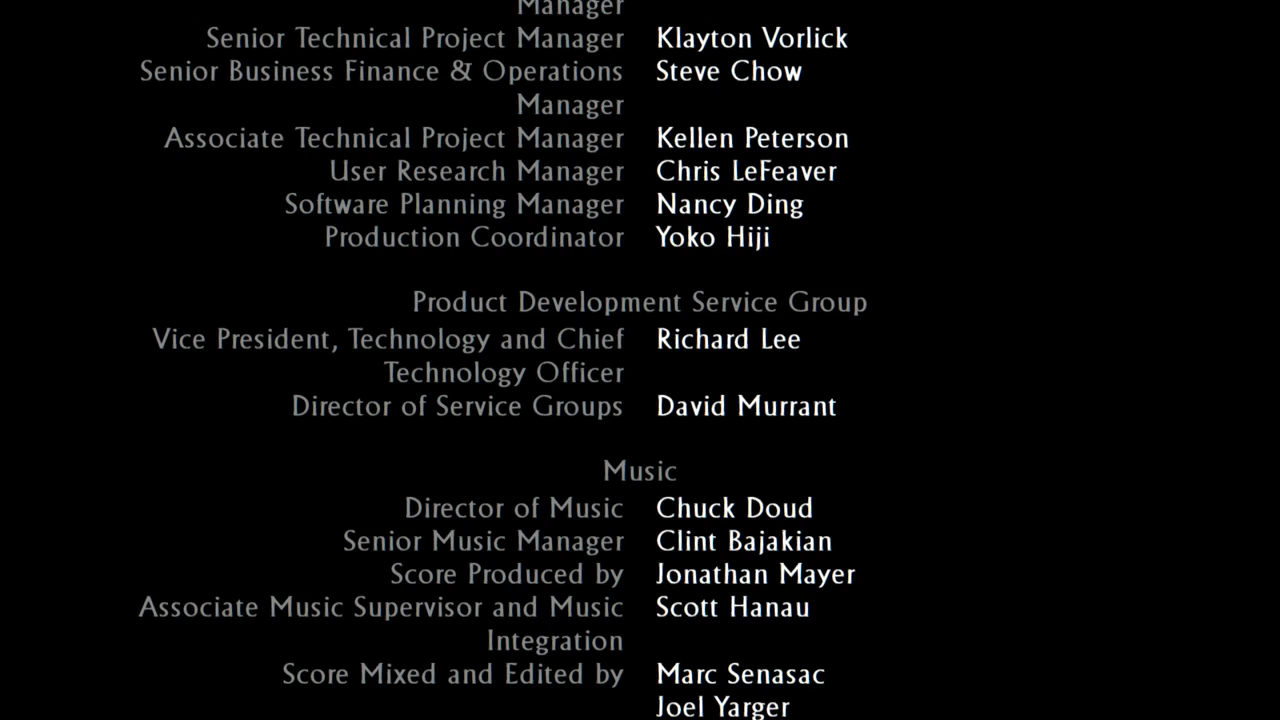 Manager
Senior Technical Project Manager Klayton Vorlick
Senior Business Finance & Operations Steve Chow
Manager
Associate Technical Project Manager Kellen Peterson
User Research Manager Chris LeFeaver
Software Planning Manager Nancy Ding
Production Coordinator Yoko Hiji
Product Development Service Group
Vice President, Technology and Chief Richard Lee
Technology Officer
Director of Service Groups David Murrant
Music
Director of Music Chuck Doud
Senior Music Manager Clint Bajakian
Score Produced by Jonathan Mayer
Associate Music Supervisor and Music Scott Hanau
Integration
Score Mixed and Edited by Marc Senasac
Joel Yarger